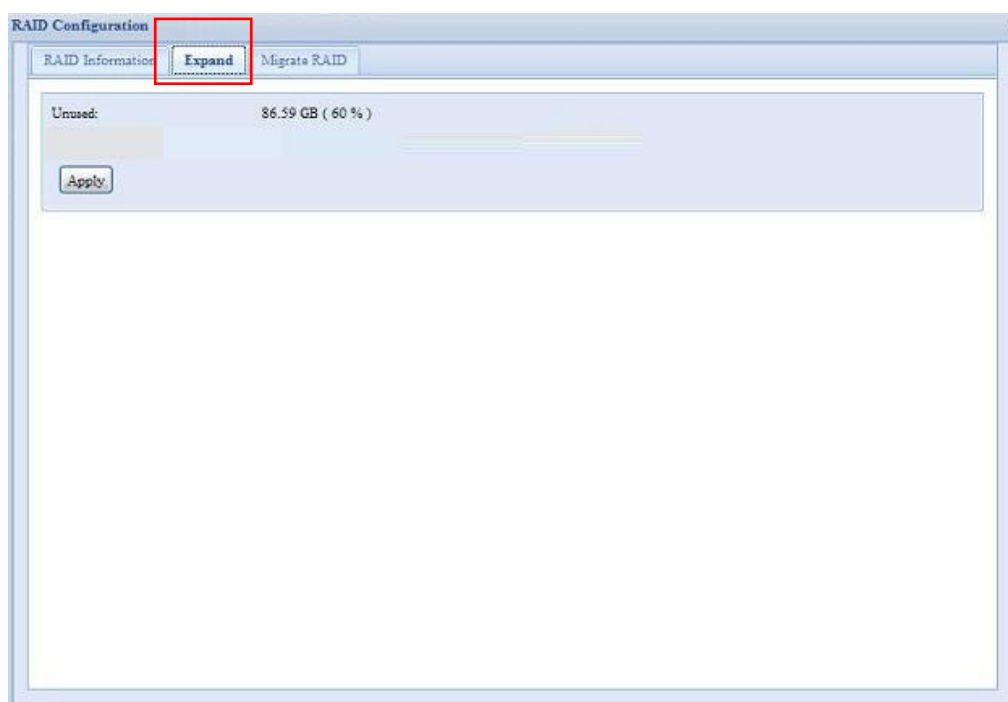 RAID Configuration
RAID Information Expand Migrate RAID
Unused: 86.59 GB ( 60 % )
Apply